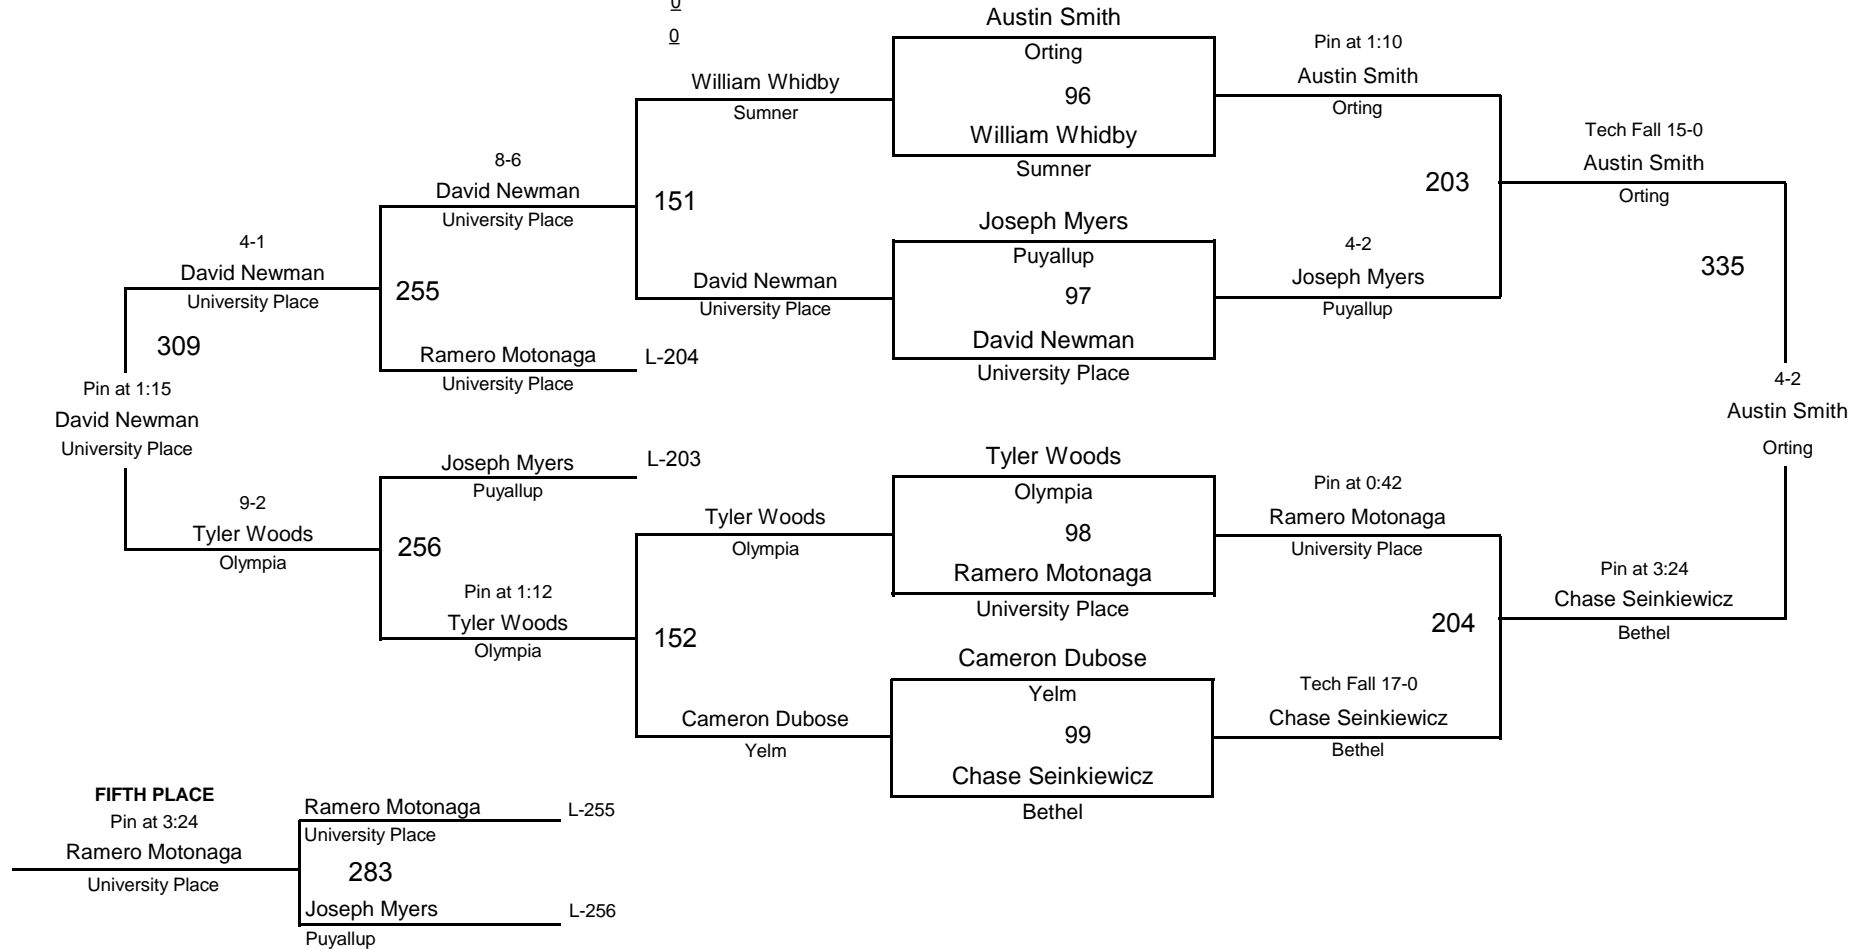 0
0
Austin Smith
Orting
96
William Whidby
Sumner
Pin at 1:10
Austin Smith
Orting
William Whidby
Sumner
Tech Fall 15-0
Austin Smith
Orting
203
8-6
David Newman
University Place
151
Joseph Myers
Puyallup
97
David Newman
University Place
4-2
Joseph Myers
Puyallup
335
4-1
David Newman
University Place
255
David Newman
University Place
309
Ramero Motonaga
University Place
L-204
Pin at 1:15
David Newman
University Place
4-2
Austin Smith
Orting
Joseph Myers
Puyallup
L-203
Tyler Woods
Olympia
98
Ramero Motonaga
University Place
Pin at 0:42
Ramero Motonaga
University Place
9-2
Tyler Woods
Olympia
256
Tyler Woods
Olympia
Pin at 1:12
Tyler Woods
Olympia
152
204
Pin at 3:24
Chase Seinkiewicz
Bethel
Cameron Dubose
Yelm
99
Chase Seinkiewicz
Bethel
Tech Fall 17-0
Chase Seinkiewicz
Bethel
Cameron Dubose
Yelm
FIFTH PLACE
Pin at 3:24
Ramero Motonaga
University Place
Ramero Motonaga
University Place
L-255
283
Joseph Myers
Puyallup
L-256